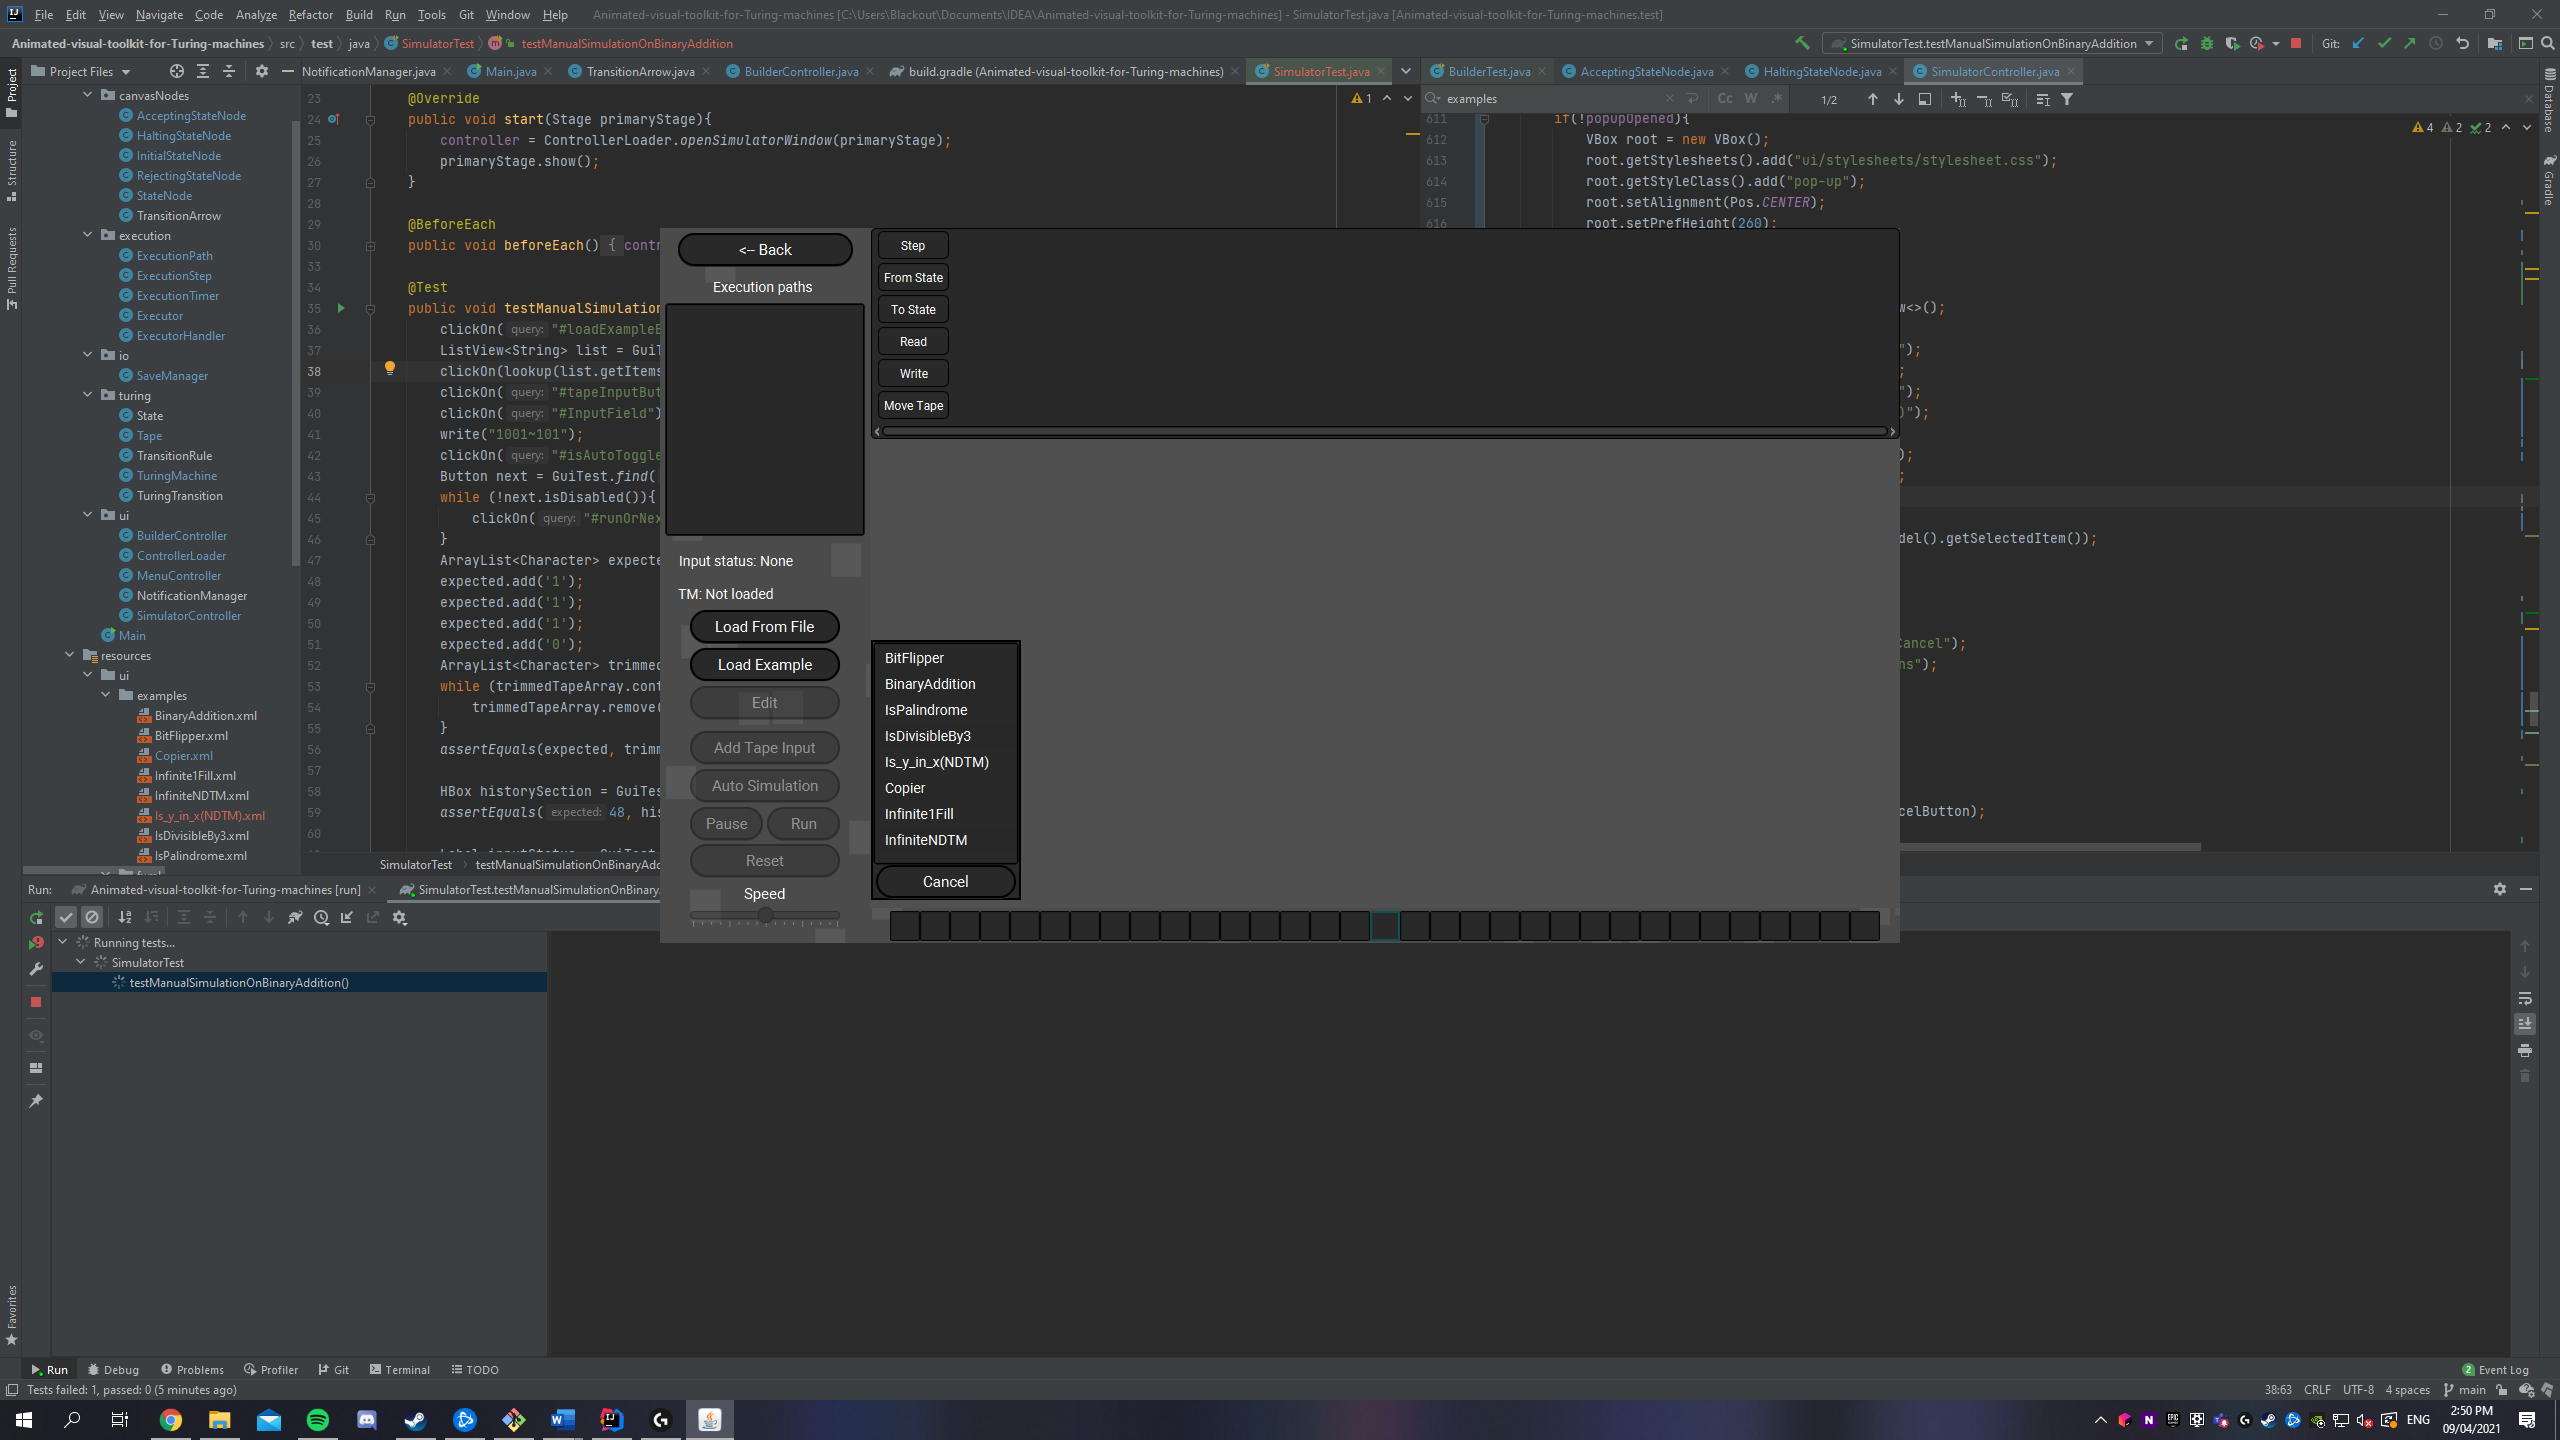 File Edit View Navigate Code Analyze Refactor Build Run Tools Git Window Help Animated-visual-toolkit-for-Turing-machines [C:\Users\Blackout\Documents\IDEA\Animated-visual-toolkit-for-Turing-machines] - SimulatorTest.java [Animated-visual-toolkit-for-Turing-machines.test]
Animated-visual-toolkit-for-Turing-machines src test java SimulatorTest testManualSimulationOnBinaryAddition SimulatorTest.testManualSimulationOnBinaryAddition Git:
Project Files NotificationManager.java Main.java TransitionArrow.java BuilderController.java build.gradle (Animated-visual-toolkit-for-Turing-machines) SimulatorTest.java BuilderTest.java AcceptingStateNode.java HaltingStateNode.java SimulatorController.java
Project
Structure
Pull Requests
Favorites
Database
Gradle
canvasNodes
AcceptingStateNode
HaltingStateNode
InitialStateNode
RejectingStateNode
StateNode
TransitionArrow
execution
ExecutionPath
ExecutionStep
ExecutionTimer
Executor
ExecutorHandler
io
SaveManager
turing
State
Tape
TransitionRule
TuringMachine
TuringTransition
ui
BuilderController
ControllerLoader
MenuController
NotificationManager
SimulatorController
Main
resources
ui
examples
BinaryAddition.xml
BitFlipper.xml
Copier.xml
Infinite1Fill.xml
InfiniteNDTM.xml
Is_y_in_x(NDTM).xml
IsDivisibleBy3.xml
IsPalindrome.xml
23 @Override
24 public void start(Stage primaryStage){
25 controller = ControllerLoader.openSimulatorWindow(primaryStage);
26 primaryStage.show();
27 }
28
29 @BeforeEach
30 public void beforeEach() { contr
33
34 @Test
35 public void testManualSimulation
36 clickOn( query: "#loadExampleB
37 ListView<String> list = GuiT
38 clickOn(lookup(list.getItems
39 clickOn( query: "#tapeInputBut
40 clickOn( query: "#InputField")
41 write("1001~101");
42 clickOn( query: "#isAutoToggle
43 Button next = GuiTest.find(
44 while (!next.isDisabled()){
45 clickOn( query: "#runOrNex
46 }
47 ArrayList<Character> expecte
48 expected.add('1');
49 expected.add('1');
50 expected.add('1');
51 expected.add('0');
52 ArrayList<Character> trimmed
53 while (trimmedTapeArray.cont
54 trimmedTapeArray.remove(
55 }
56 assertEquals(expected, trimm
57
58 HBox historySection = GuiTes
59 assertEquals( expected: 48, his
60
SimulatorTest testManualSimulationOnBinaryAdd
1
examples Cc W .* 1/2
4 2 2
611 if(!popupOpened){
612 VBox root = new VBox();
613 root.getStylesheets().add("ui/stylesheets/stylesheet.css");
614 root.getStyleClass().add("pop-up");
615 root.setAlignment(Pos.CENTER);
616 root.setPrefHeight(260);
w<>();
");
;
");
)");
);
;
del().getSelectedItem());
Cancel");
ns");
celButton);
<-- Back
Execution paths
Input status: None
TM: Not loaded
Load From File
Load Example
Edit
Add Tape Input
Auto Simulation
Pause Run
Reset
Speed
Step
From State
To State
Read
Write
Move Tape
BitFlipper
BinaryAddition
IsPalindrome
IsDivisibleBy3
Is_y_in_x(NDTM)
Copier
Infinite1Fill
InfiniteNDTM
Cancel
Run: Animated-visual-toolkit-for-Turing-machines [run] SimulatorTest.testManualSimulationOnBinary
Running tests...
SimulatorTest
testManualSimulationOnBinaryAddition()
Run Debug Problems Profiler Git Terminal TODO 2 Event Log
Tests failed: 1, passed: 0 (5 minutes ago) 38:63 CRLF UTF-8 4 spaces main
ENG 2:50 PM
09/04/2021